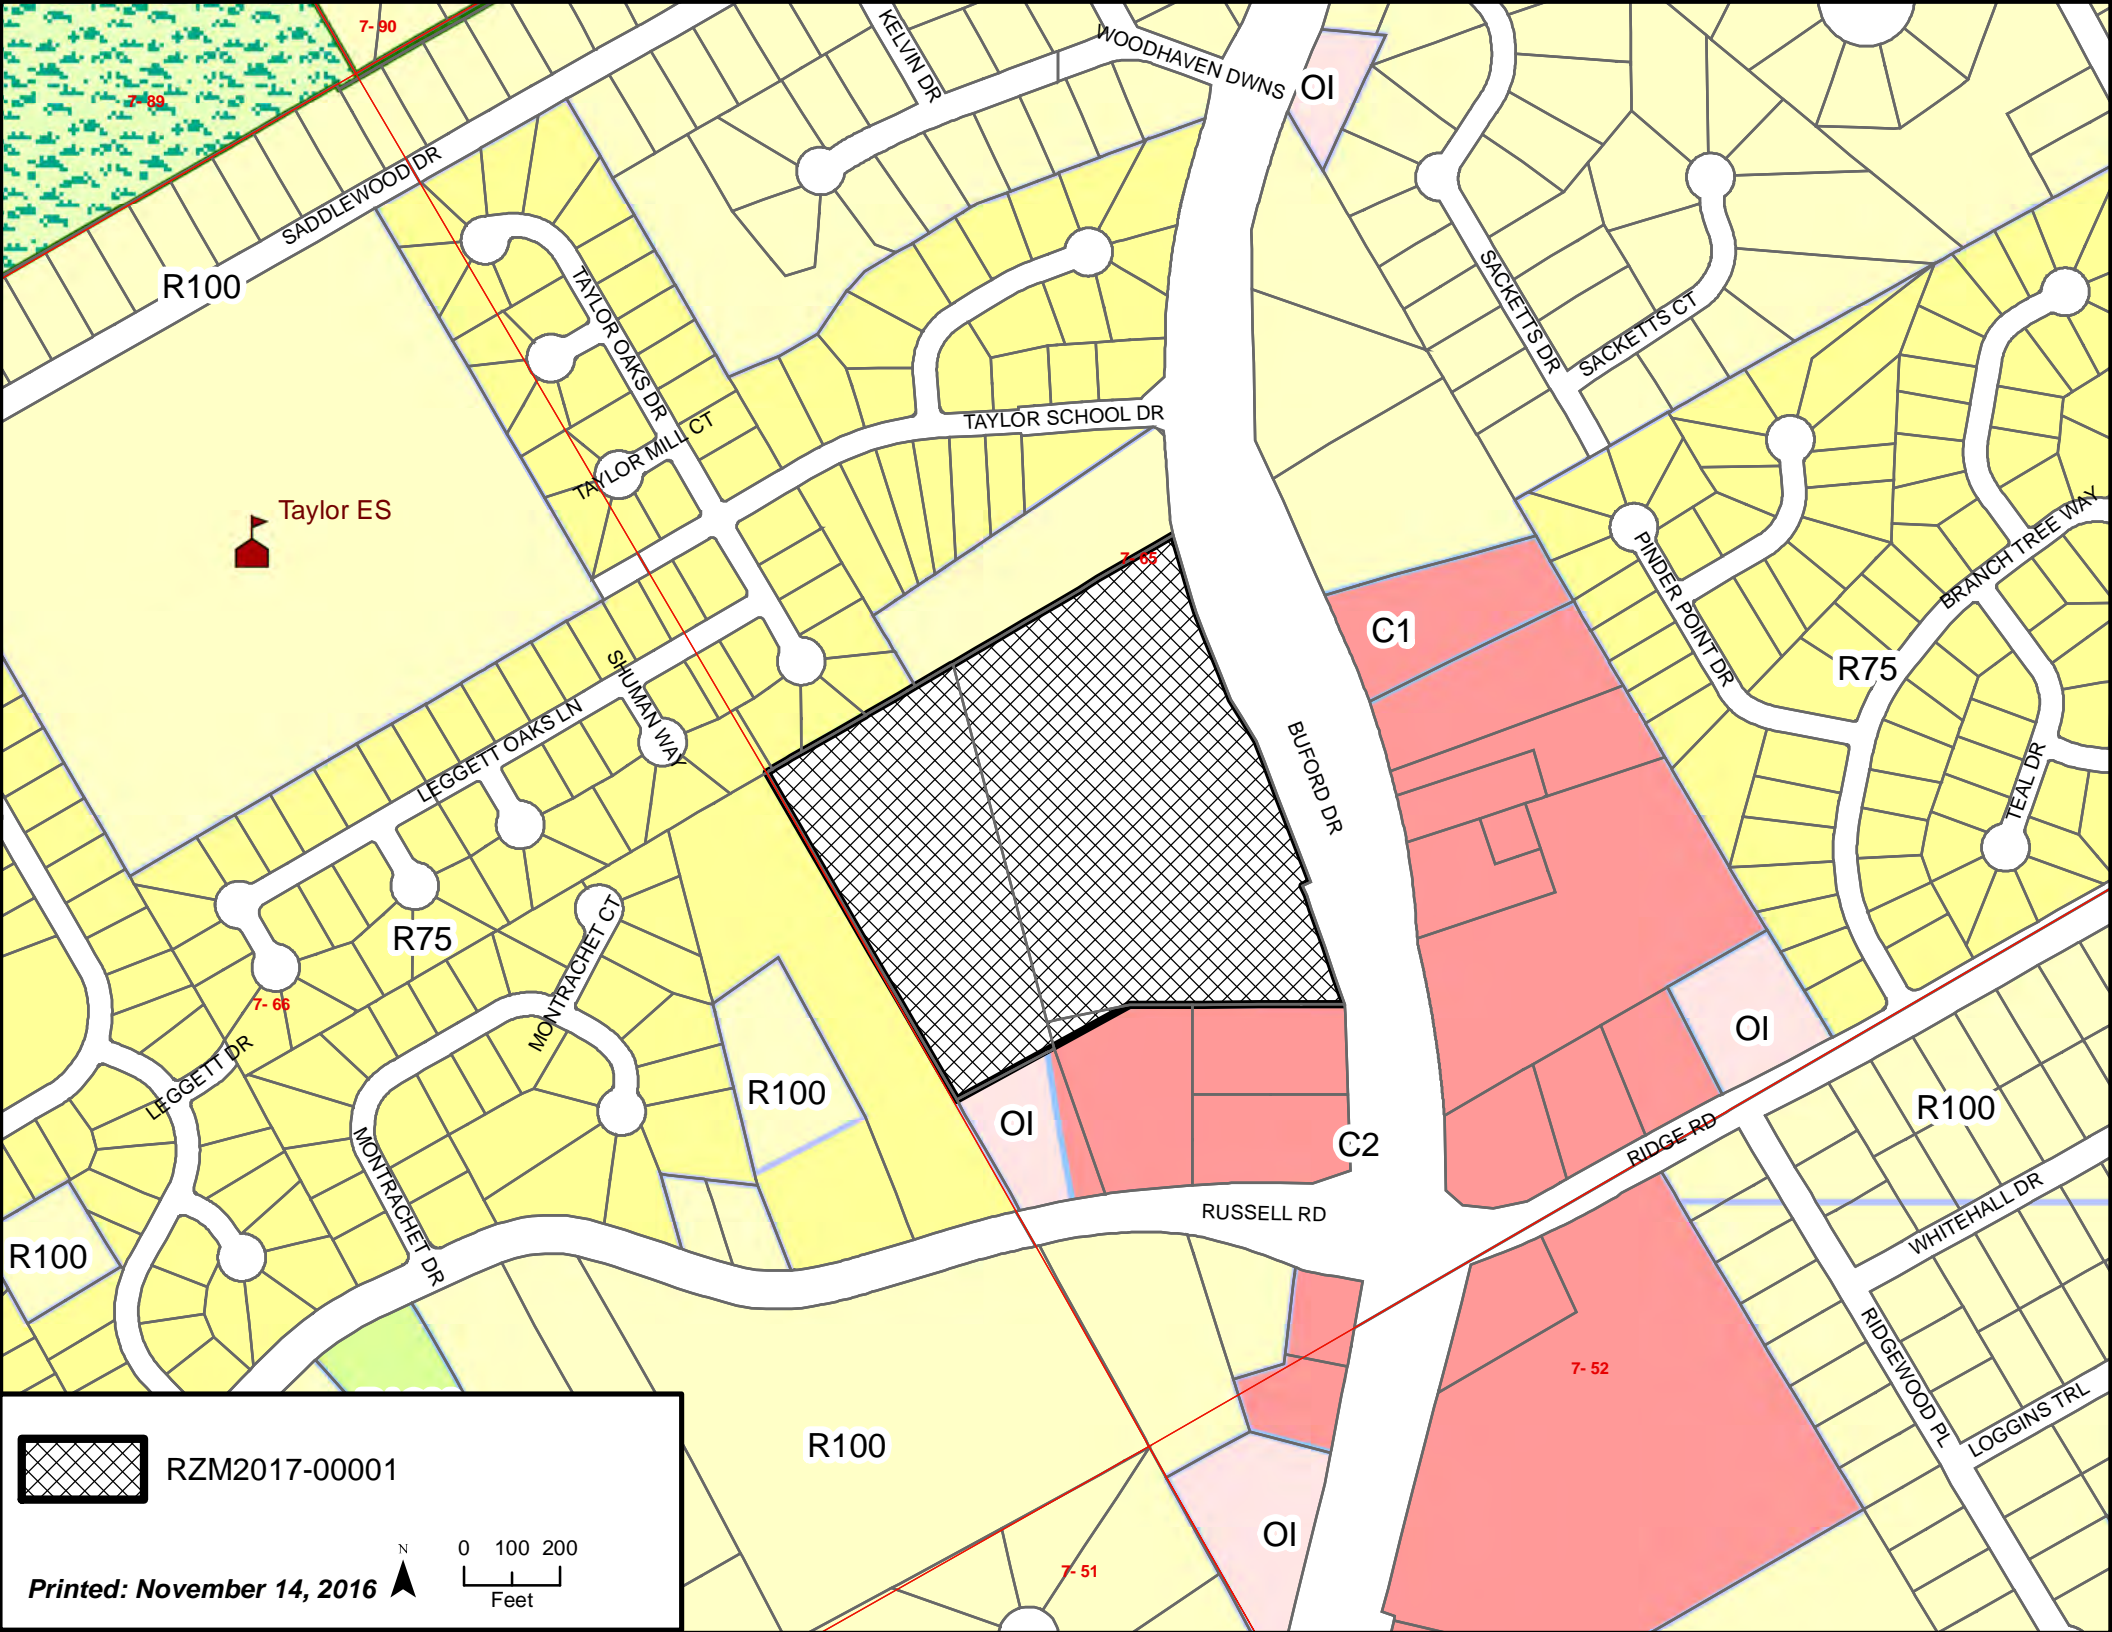 7- 90
KELVIN DR
WOODHAVEN DWNS
OI
7- 89
SADDLEWOOD DR
R100
TAYLOR OAKS DR
SACKETTS DR
SACKETTS CT
TAYLOR SCHOOL DR
TAYLOR MILL CT
Taylor ES
7- 65
BRANCH TREE WAY
PINDER POINT DR
C1
R75
SHUMAN WAY
LEGGETT OAKS LN
BUFORD DR
TEAL DR
R75
MONTRACHET CT
7- 66
OI
LEGGETT DR
R100
OI
R100
C2
RIDGE RD
MONTRACHET DR
RUSSELL RD
WHITEHALL DR
R100
RIDGEWOOD PL
7- 52
LOGGINS TRL
R100
OI
7- 51
RZM2017-00001
N
0 100 200
Feet
Printed: November 14, 2016